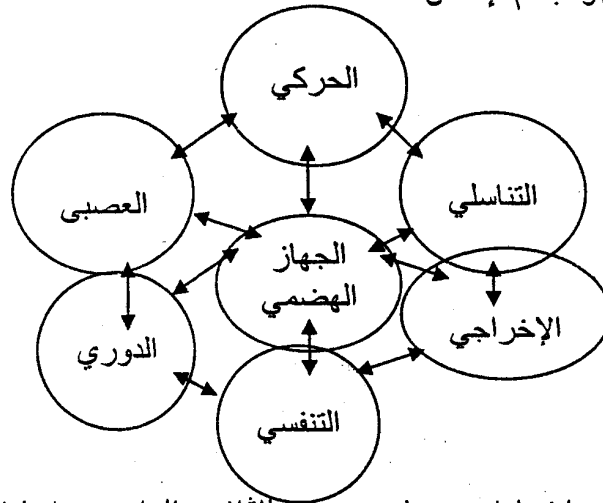 الحركي
العصبى
التناسلي
الجهاز
الهضمي
الإخراجي
الدوري
التنفسي